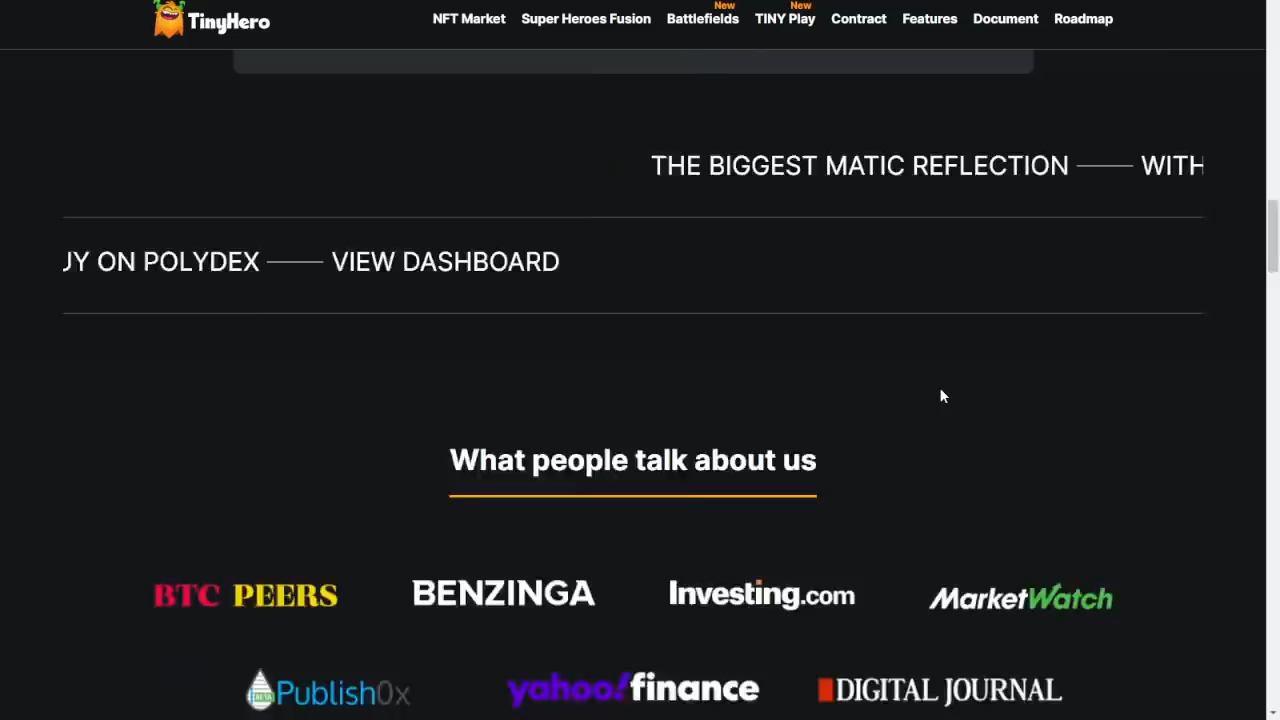 New New
TinyHero NFT Market Super Heroes Fusion Battlefields TINY Play Contract Features Document Roadmap
THE BIGGEST MATIC REFLECTION —— WITH
ON POLYDEX —— VIEW DASHBOARD
What people talk about us
BTC PEERS BENZINGA Investing.com MarketWatch
Publish0x yahoo!finance DIGITAL JOURNAL